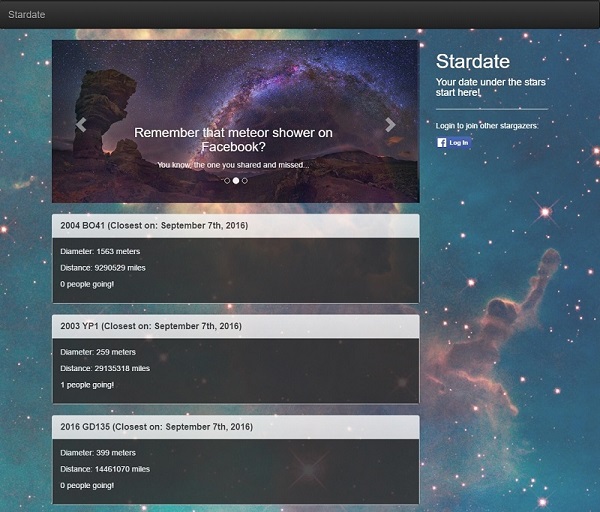 Stardate
Remember that meteor shower on
Facebook?
You know, the one you shared and missed...
2004 BO41 (Closest on: September 7th, 2016)
Diameter: 1563 meters
Distance: 9290529 miles
0 people going!
2003 YP1 (Closest on: September 7th, 2016)
Diameter: 259 meters
Distance: 29135318 miles
1 people going!
2016 GD135 (Closest on: September 7th, 2016)
Diameter: 399 meters
Distance: 14461070 miles
0 people going!
Stardate
Your date under the stars
start here!
Login to join other stargazers:
f Log In